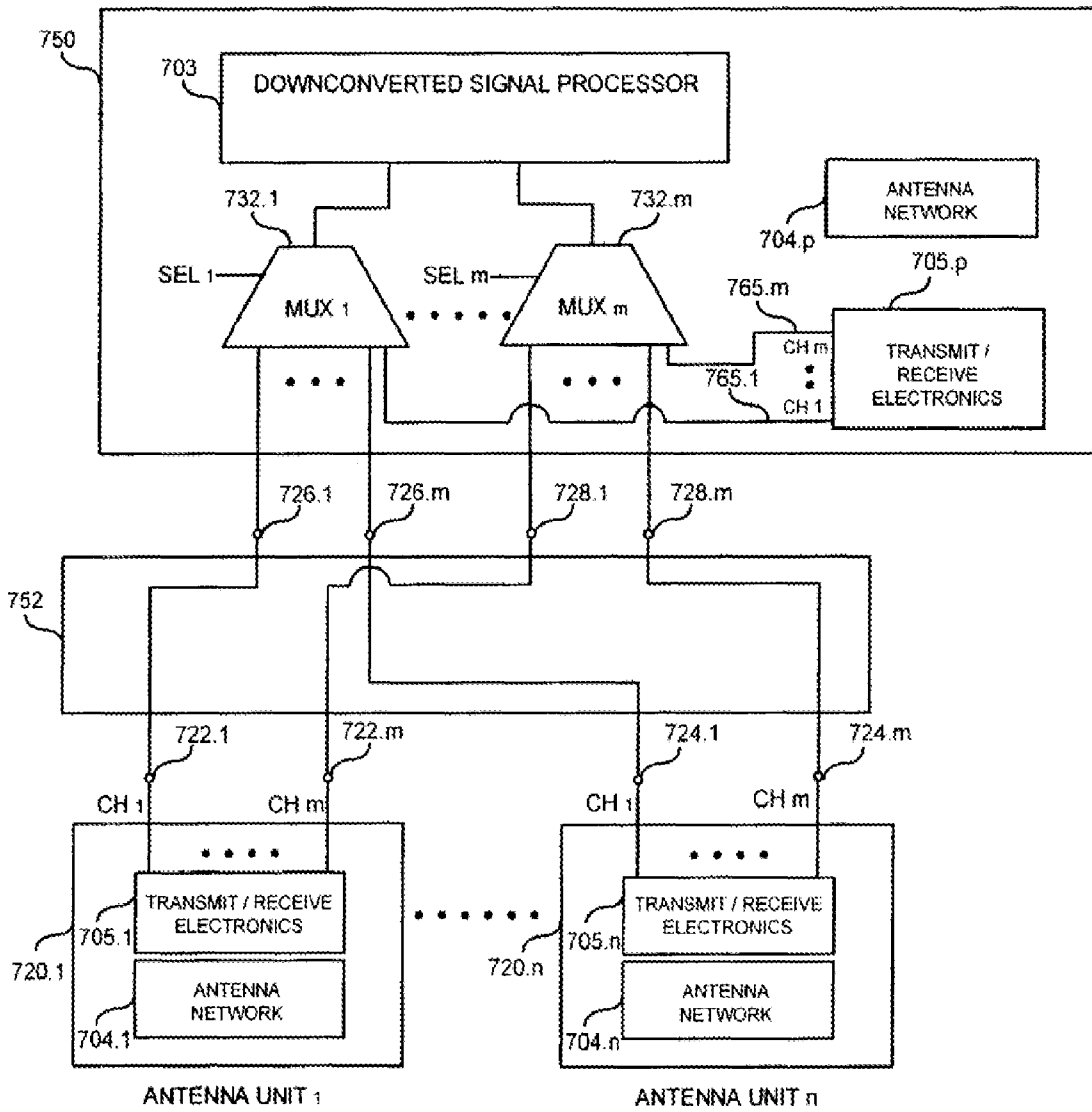 750
703
DOWNCONVERTED SIGNAL PROCESSOR
732.1
732.m
ANTENNA
NETWORK
704.p
705.p
SEL 1
SEL m
MUX 1
MUX m
765.m
CH m
TRANSMIT /
RECEIVE
ELECTRONICS
765.1
CH 1
726.1
726.m
728.1
728.m
752
722.1
722.m
724.1
724.m
CH 1
CH m
CH 1
CH m
TRANSMIT / RECEIVE
ELECTRONICS
705.1
720.1
ANTENNA
NETWORK
704.1
TRANSMIT / RECEIVE
ELECTRONICS
705.n
720.n
ANTENNA
NETWORK
704.n
ANTENNA UNIT 1
ANTENNA UNIT n